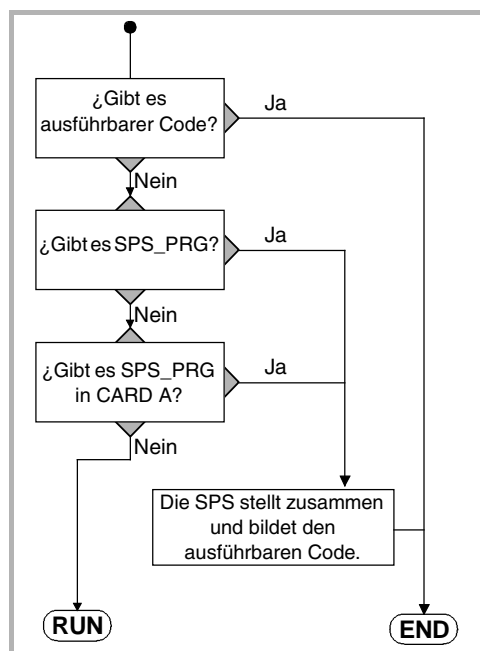 ¿Gibt es
ausführbarer Code?
Ja
Nein
¿Gibt es SPS_PRG?
Ja
Nein
¿Gibt es SPS_PRG
in CARD A?
Ja
Nein
Die SPS stellt zusammen
und bildet den
ausführbaren Code.
RUN
END